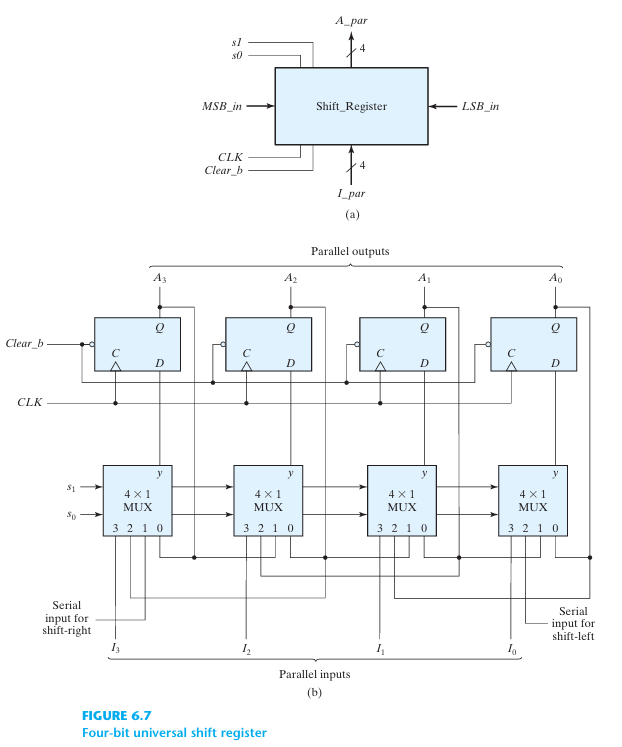 A_par
s1
s0
4
MSB_in
Shift_Register
LSB_in
CLK
Clear_b
4
I_par
(a)
Parallel outputs
A3 A2 A1 A0
Q Q Q Q
Clear_b
C D C D C D C D
CLK
y y y y
s1
4 × 1 MUX
4 × 1 MUX
4 × 1 MUX
4 × 1 MUX
s0
3 2 1 0 3 2 1 0 3 2 1 0 3 2 1 0
Serial
input for
shift-right
Serial
input for
shift-left
I3 I2 I1 I0
Parallel inputs
(b)
FIGURE 6.7
Four-bit universal shift register